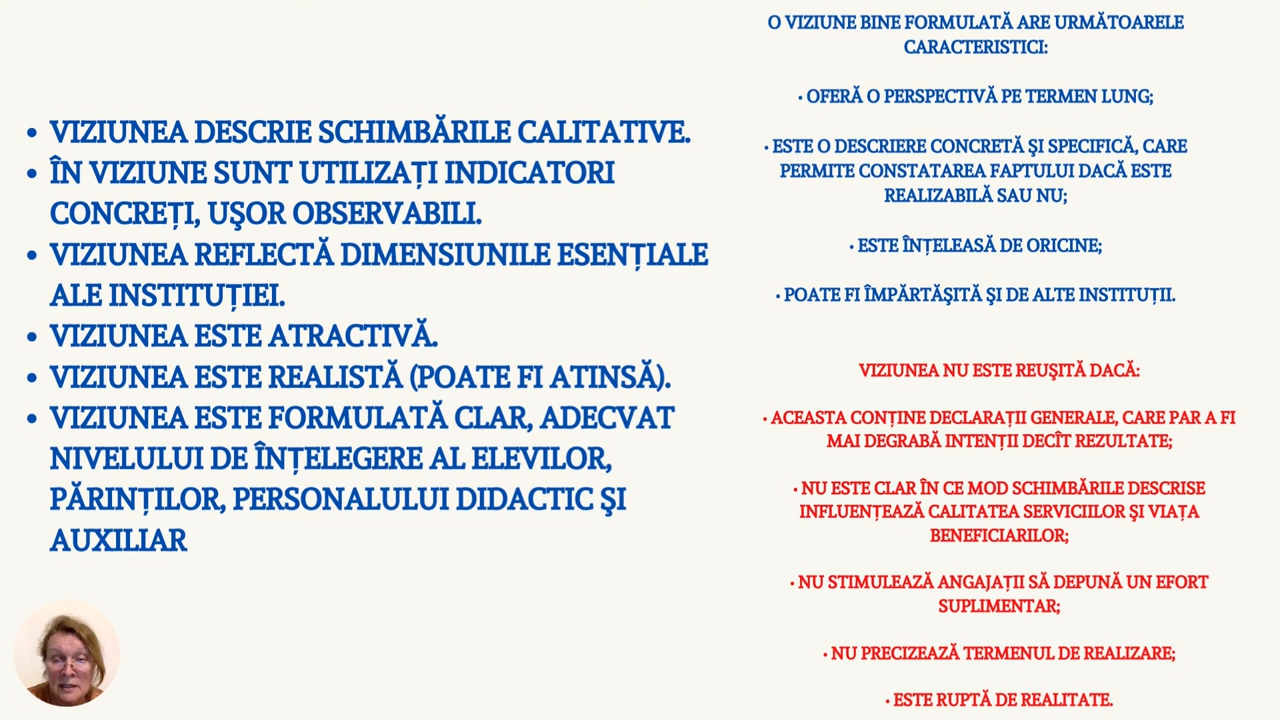 • VIZIUNEA DESCRIE SCHIMBĂRILE CALITATIVE.
• ÎN VIZIUNE SUNT UTILIZAȚI INDICATORI
CONCREȚI, UŞOR OBSERVABILI.
• VIZIUNEA REFLECTĂ DIMENSIUNILE ESENȚIALE
ALE INSTITUȚIEI.
• VIZIUNEA ESTE ATRACTIVĂ.
• VIZIUNEA ESTE REALISTĂ (POATE FI ATINSĂ).
• VIZIUNEA ESTE FORMULATĂ CLAR, ADECVAT
NIVELULUI DE ÎNȚELEGERE AL ELEVILOR,
PĂRINȚILOR, PERSONALULUI DIDACTIC ŞI
AUXILIAR
O VIZIUNE BINE FORMULATĂ ARE URMĂTOARELE
CARACTERISTICI:
• OFERĂ O PERSPECTIVĂ PE TERMEN LUNG;
• ESTE O DESCRIERE CONCRETĂ ŞI SPECIFICĂ, CARE
PERMITE CONSTATAREA FAPTULUI DACĂ ESTE
REALIZABILĂ SAU NU;
• ESTE ÎNȚELEASĂ DE ORICINE;
• POATE FI ÎMPĂRTĂŞITĂ ŞI DE ALTE INSTITUȚII.
VIZIUNEA NU ESTE REUŞITĂ DACĂ:
• ACEASTA CONȚINE DECLARAȚII GENERALE, CARE PAR A FI
MAI DEGRABĂ INTENȚII DECÎT REZULTATE;
• NU ESTE CLAR ÎN CE MOD SCHIMBĂRILE DESCRISE
INFLUENȚEAZĂ CALITATEA SERVICIILOR ŞI VIAȚA
BENEFICIARILOR;
• NU STIMULEAZĂ ANGAJAȚII SĂ DEPUNĂ UN EFORT
SUPLIMENTAR;
• NU PRECIZEAZĂ TERMENUL DE REALIZARE;
• ESTE RUPTĂ DE REALITATE.